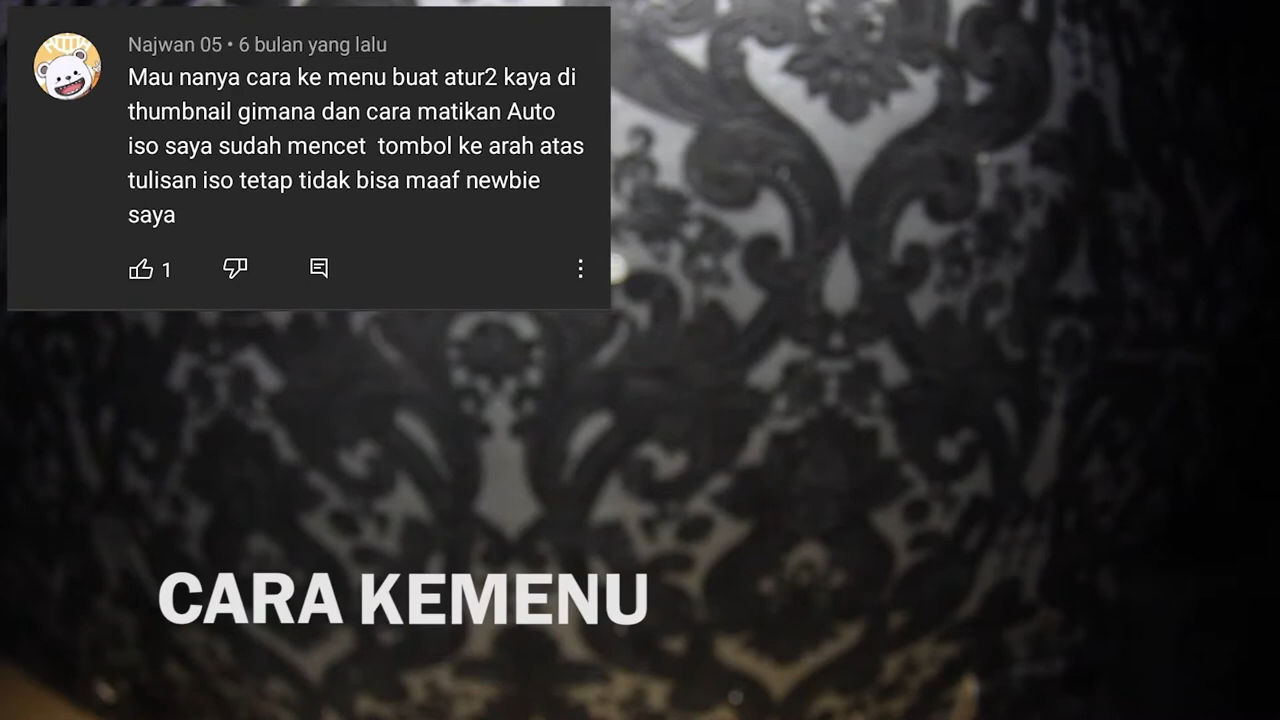 Najwan 05 • 6 bulan yang lalu
Mau nanya cara ke menu buat atur2 kaya di
thumbnail gimana dan cara matikan Auto
iso saya sudah mencet tombol ke arah atas
tulisan iso tetap tidak bisa maaf newbie
saya
1
CARA KEMENU